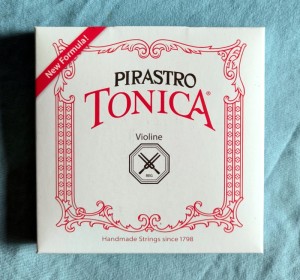 New Formula!
PIRASTRO
TONICA®
Violine
Handmade Strings since 1798